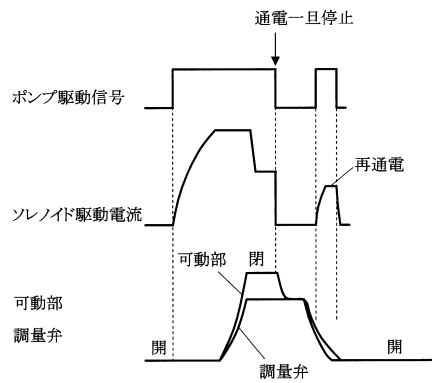 通電一旦停止
ポンプ駆動信号
再通電
ソレノイド駆動電流
可動部
閉
可動部
調量弁
開
開
調量弁